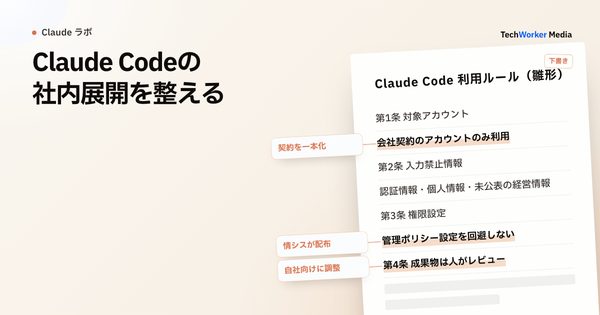 Claude ラボ
TechWorker Media
Claude Codeの
社内展開を整える
下書き
Claude Code 利用ルール（雛形）
第1条 対象アカウント
契約を一本化
会社契約のアカウントのみ利用
第2条 入力禁止情報
認証情報・個人情報・未公表の経営情報
第3条 権限設定
情シスが配布
管理ポリシー設定を回避しない
自社向けに調整
第4条 成果物は人がレビュー